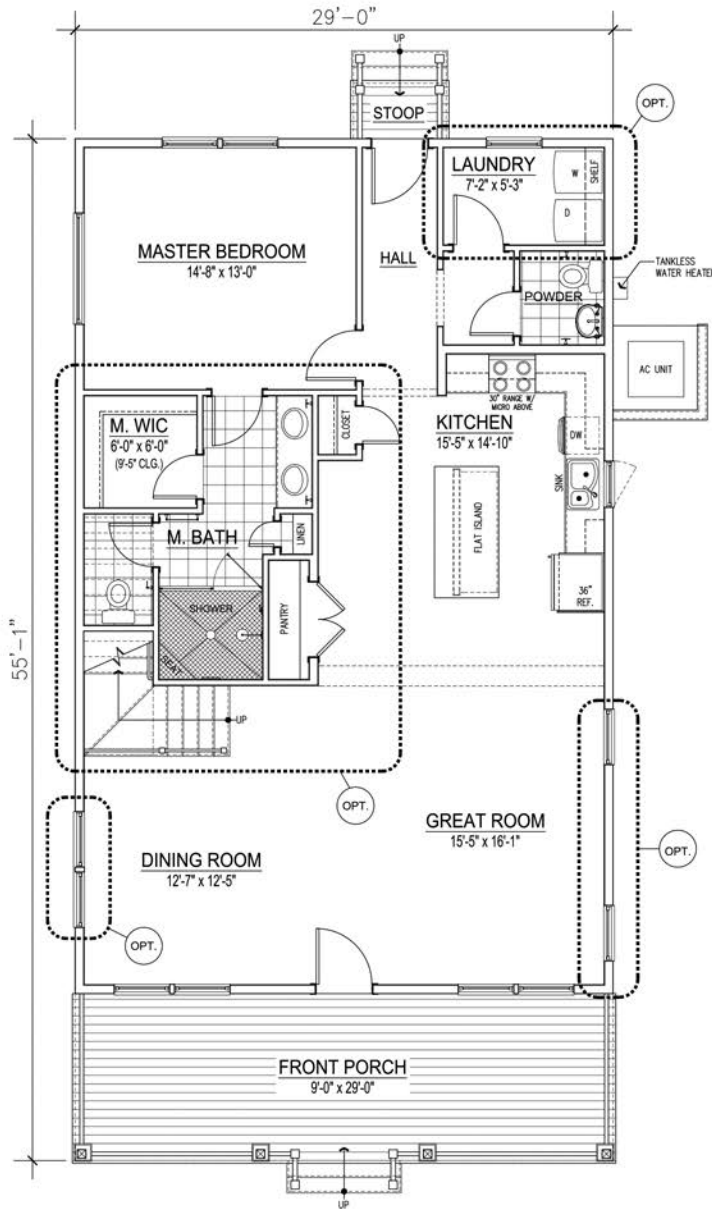 29'-0"
UP
STOOP
OPT.
LAUNDRY
7'-2" x 5'-3"
W
D
SHELF
MASTER BEDROOM
14'-8" x 13'-0"
HALL
TANKLESS
WATER HEATER
POWDER
AC UNIT
30" RANGE W/
MICRO ABOVE
M. WIC
6'-0" x 6'-0"
(9'-5" CLG.)
CLOSET
KITCHEN
15'-5" x 14'-10"
DW
SINK
FLAT ISLAND
M. BATH
LINEN
36"
REF.
SHOWER
SEAT
PANTRY
55'-1"
UP
OPT.
GREAT ROOM
15'-5" x 16'-1"
OPT.
DINING ROOM
12'-7" x 12'-5"
OPT.
FRONT PORCH
9'-0" x 29'-0"
UP